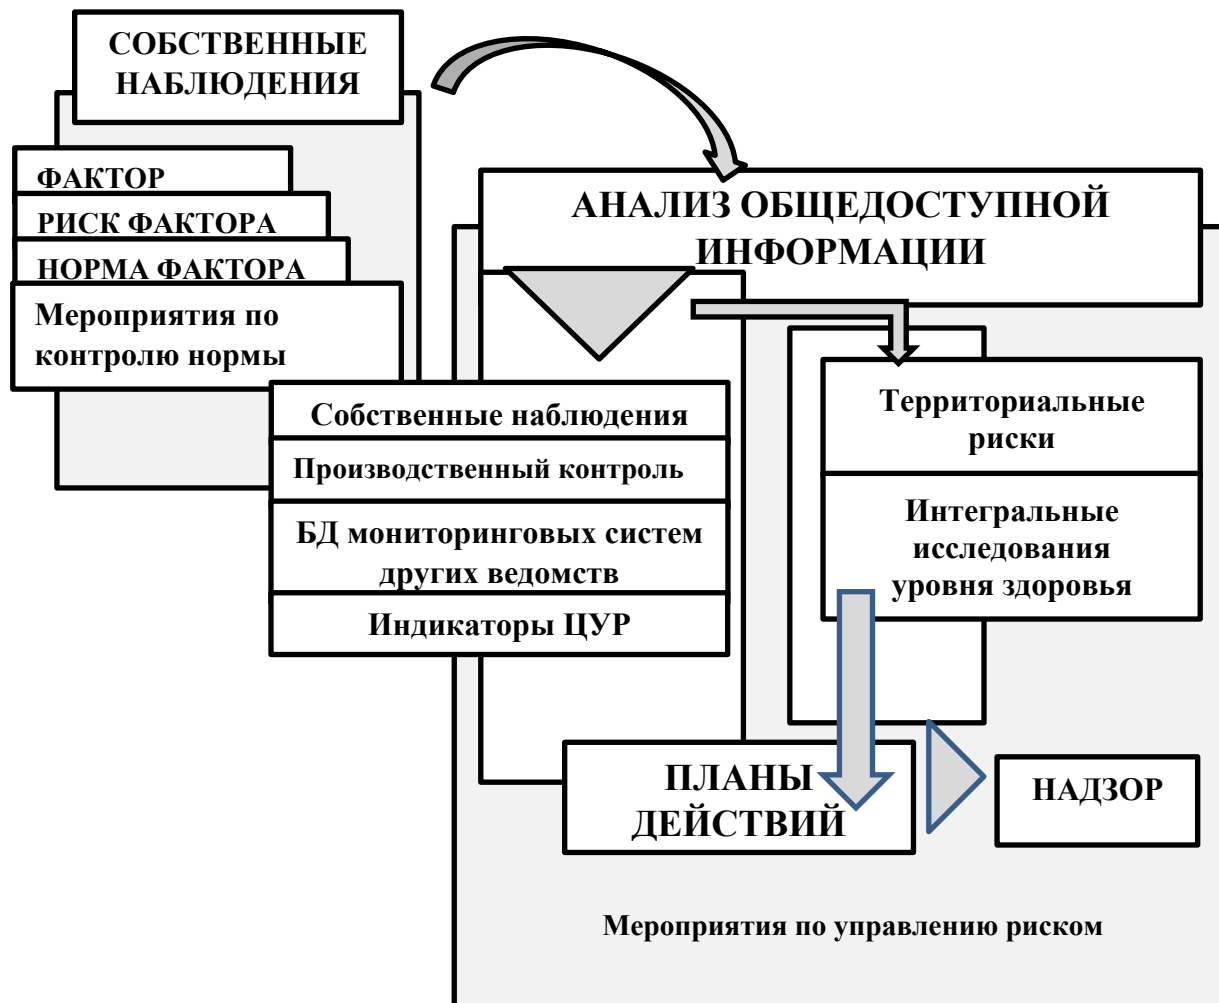 СОБСТВЕННЫЕ
НАБЛЮДЕНИЯ
ФАКТОР
РИСК ФАКТОРА
НОРМА ФАКТОРА
Мероприятия по
контролю нормы
АНАЛИЗ ОБЩЕДОСТУПНОЙ
ИНФОРМАЦИИ
Собственные наблюдения
Производственный контроль
БД мониторинговых систем
других ведомств
Индикаторы ЦУР
Территориальные
риски
Интегральные
исследования
уровня здоровья
ПЛАНЫ
ДЕЙСТВИЙ
НАДЗОР
Мероприятия по управлению риском